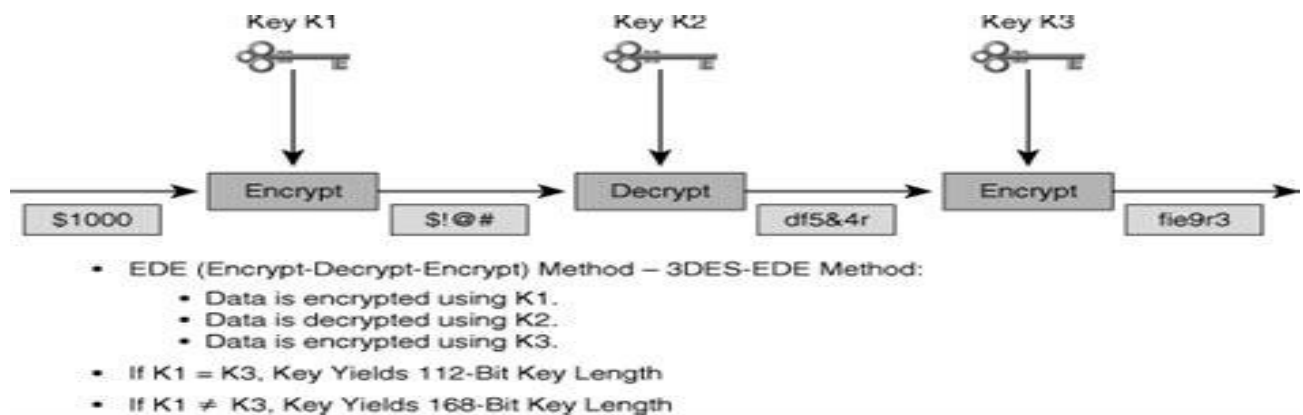 Key K1 Key K2 Key K3
Encrypt Decrypt Encrypt
$1000 $!@# df5&4r fie9r3
• EDE (Encrypt-Decrypt-Encrypt) Method – 3DES-EDE Method:
• Data is encrypted using K1.
• Data is decrypted using K2.
• Data is encrypted using K3.
• If K1 = K3, Key Yields 112-Bit Key Length
• If K1 ≠ K3, Key Yields 168-Bit Key Length